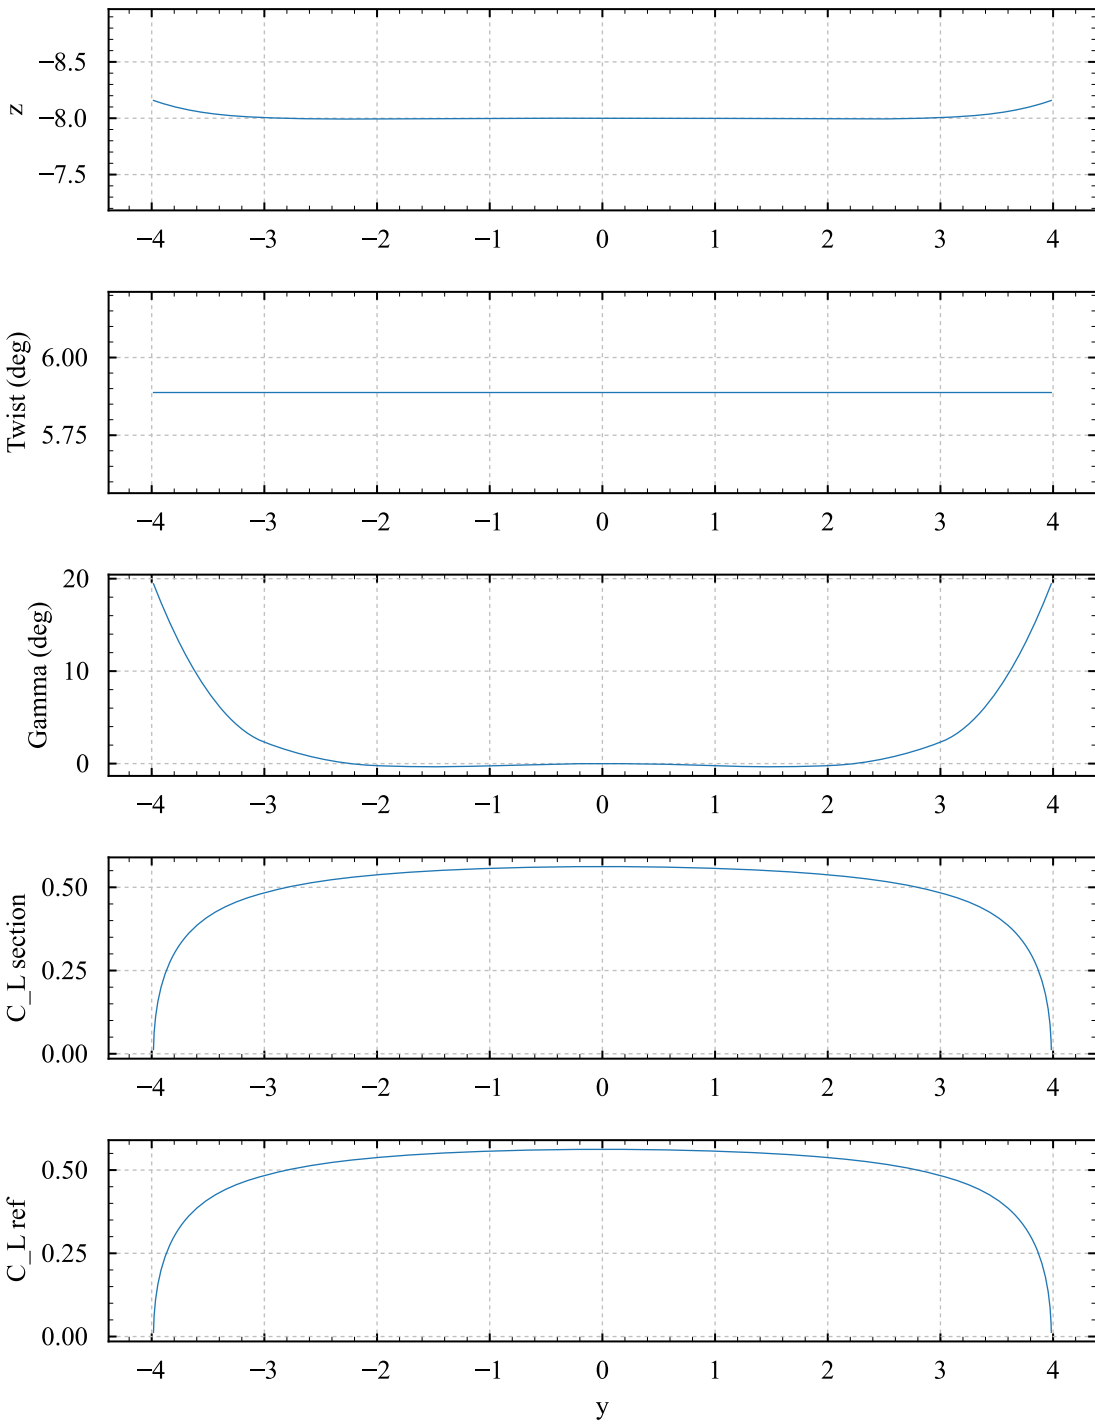 z
−8.5
−8.0
−7.5
−4 −3 −2 −1 0 1 2 3 4
Twist (deg)
6.00
5.75
−4 −3 −2 −1 0 1 2 3 4
Gamma (deg)
20
10
0
−4 −3 −2 −1 0 1 2 3 4
C_L section
0.50
0.25
0.00
−4 −3 −2 −1 0 1 2 3 4
C_L ref
0.50
0.25
0.00
−4 −3 −2 −1 0 1 2 3 4
y